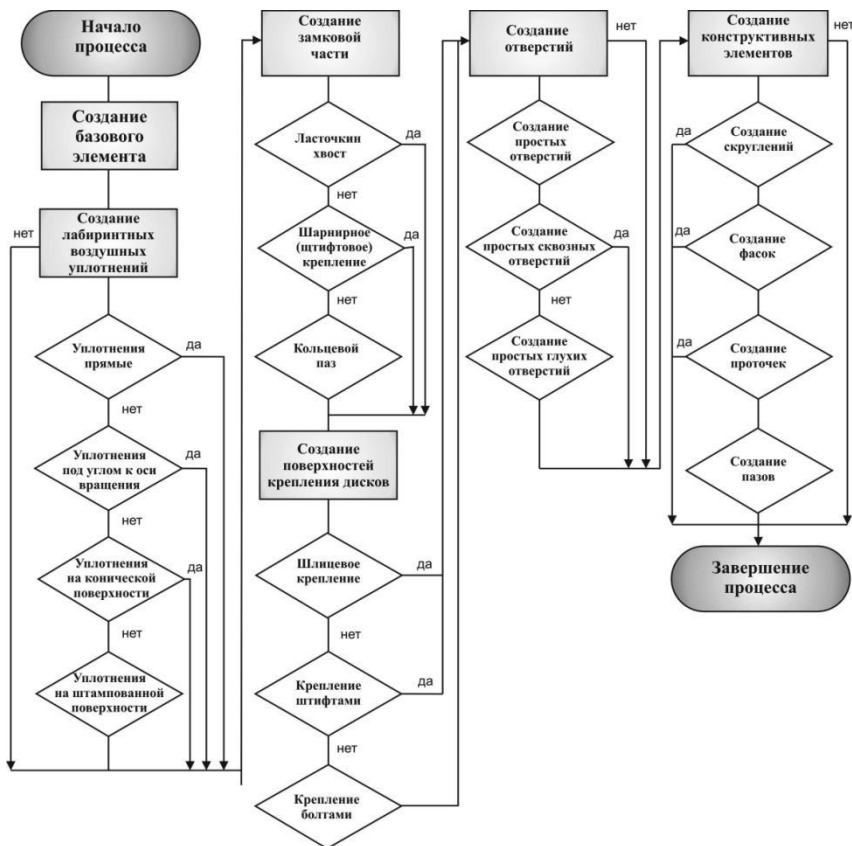 Начало
процесса
Создание
базового
элемента
нет
Создание
лабиринтных
воздушных
уплотнений
Уплотнения
прямые
да
нет
Уплотнения
под углом к оси
вращения
да
нет
Уплотнения
на конической
поверхности
да
нет
Уплотнения
на штампованной
поверхности
Создание
замковой
части
Ласточкин
хвост
да
нет
Шарнирное
(щтифтовое)
крепление
да
нет
Кольцевой
паз
Создание
поверхностей
крепления дисков
Шлицевое
крепление
да
нет
Крепление
штифтами
да
нет
Крепление
болтами
Создание
отверстий
нет
Создание
простых
отверстий
Создание
простых сквозных
отверстий
да
нет
Создание
простых глухих
отверстий
Создание
конструктивных
элементов
нет
да
Создание
скруглений
да
Создание
фасок
да
Создание
проточек
Создание
пазов
Завершение
процесса